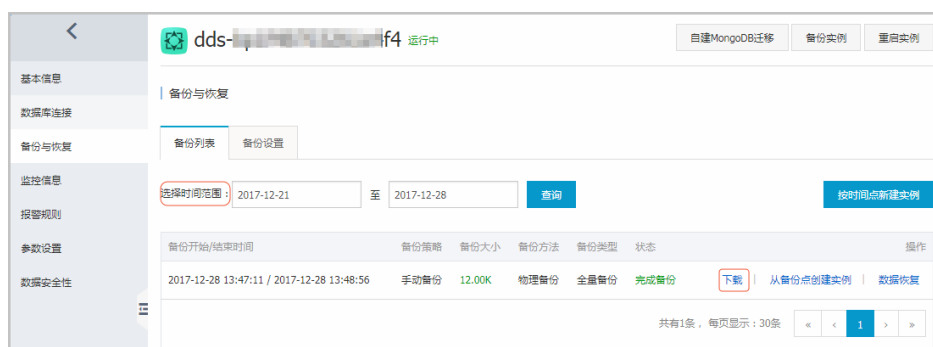 dds- f4 运行中 自建MongoDB迁移 备份实例 重启实例
基本信息
数据库连接
备份与恢复
监控信息
报警规则
参数设置
数据安全性
备份与恢复
备份列表 备份设置
选择时间范围: 2017-12-21 至 2017-12-28 查询 按时间点新建实例
备份开始/结束时间 备份策略 备份大小 备份方法 备份类型 状态 操作
2017-12-28 13:47:11 / 2017-12-28 13:48:56 手动备份 12.00K 物理备份 全量备份 完成备份 下载 | 从备份点创建实例 | 数据恢复
共有1条, 每页显示:30条 « ‹ 1 › »